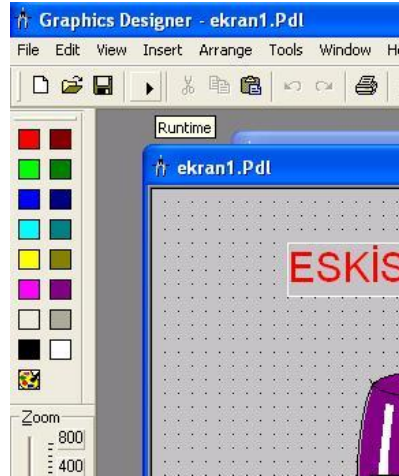 Graphics Designer - ekran1.Pdl
File Edit View Insert Arrange Tools Window
Runtime
ekran1.Pdl
ESKİS
Zoom
800
400